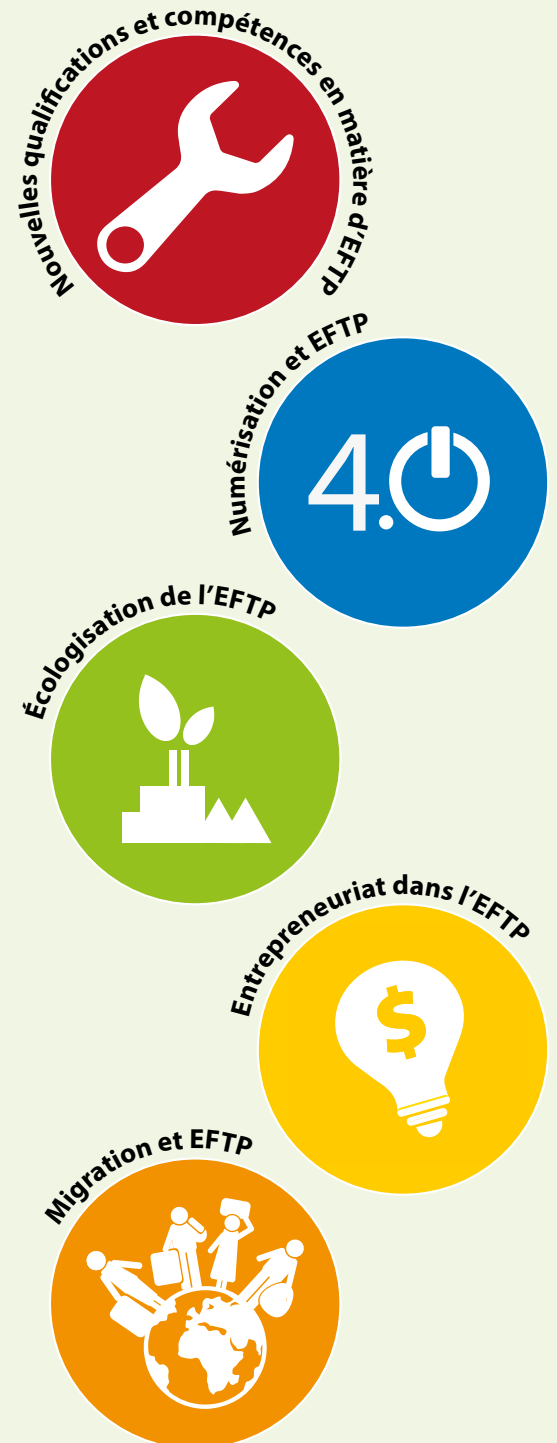 Nouvelles qualifications et compétences en matière d'EFTP
Numérisation et EFTP
4.0
Écologisation de l'EFTP
Entrepreneuriat dans l'EFTP
$
Migration et EFTP